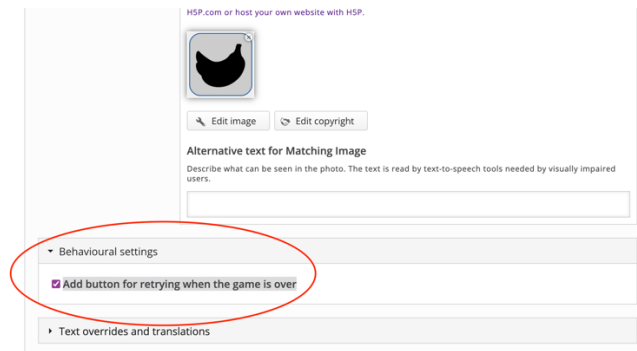 H5P.com or host your own website with H5P.
Edit image
Edit copyright
Alternative text for Matching Image
Describe what can be seen in the photo. The text is read by text-to-speech tools needed by visually impaired
users.
Behavioural settings
Add button for retrying when the game is over
Text overrides and translations